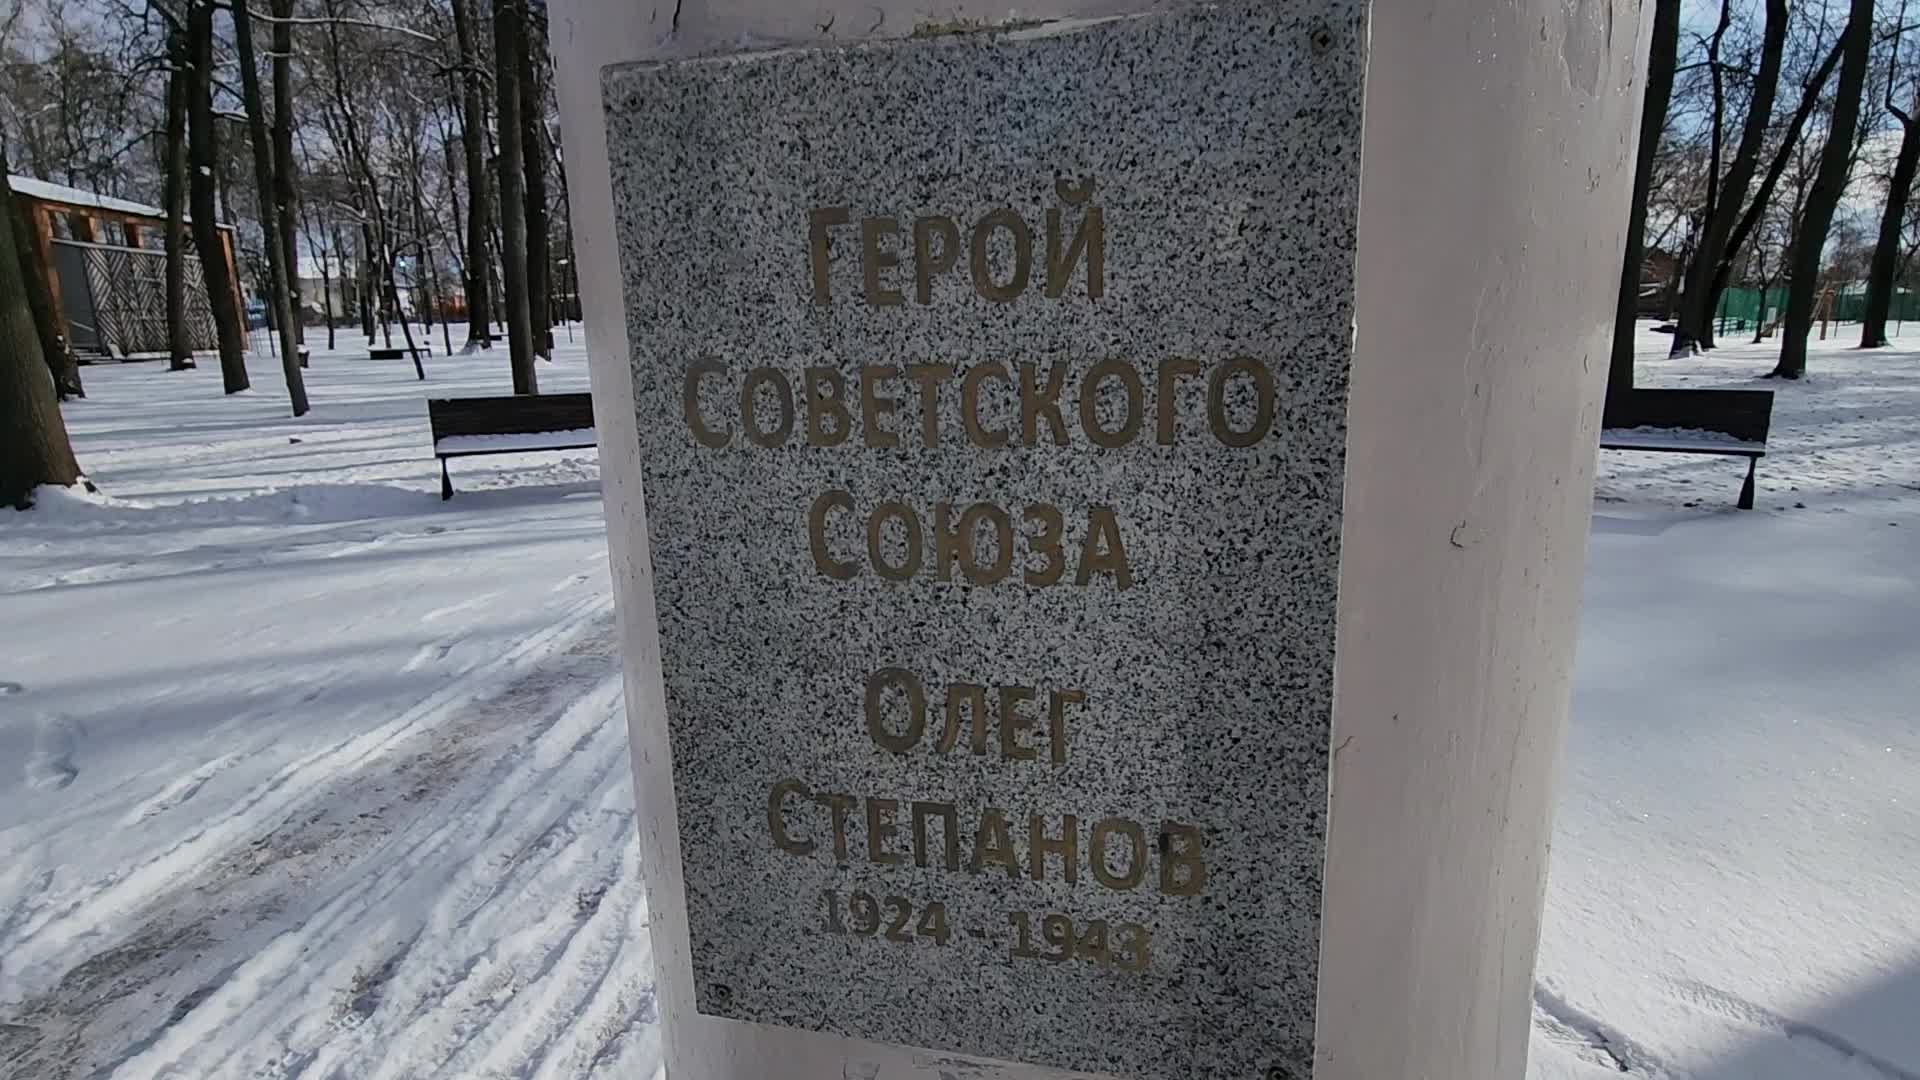 Герой
Советского
Союза
Олег
Степанов
1924 - 1943